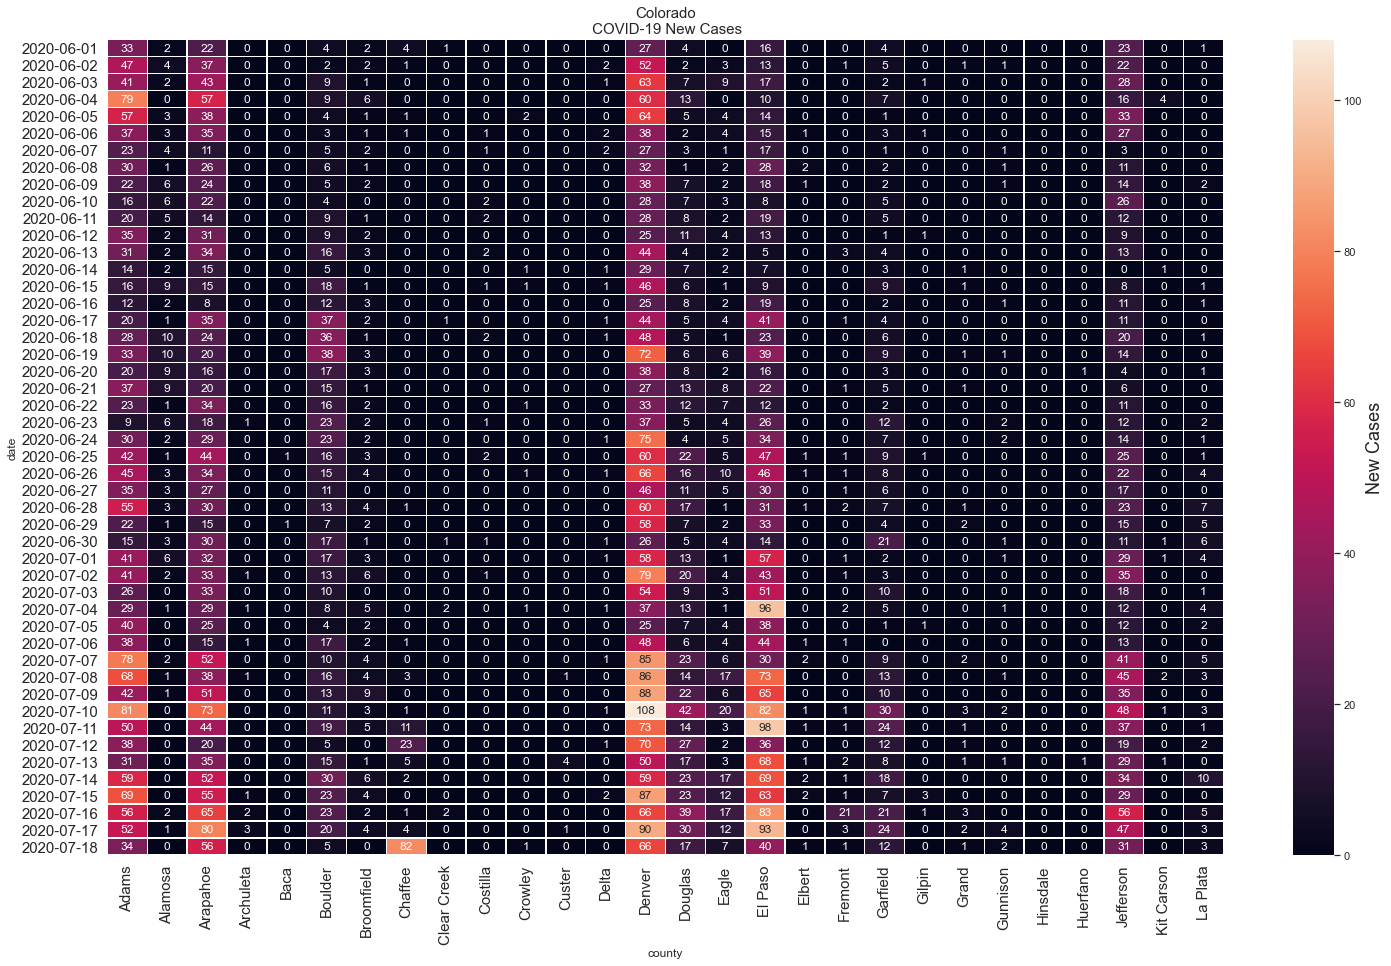 Colorado
COVID-19 New Cases
2020-06-01 33 2 22 0 0 4 2 4 1 0 0 0 0 27 4 0 16 0 0 4 0 0 0 0 0 23 0 1
2020-06-02 47 4 37 0 0 2 2 1 0 0 0 0 2 52 2 3 13 0 1 5 0 1 1 0 0 22 0 0
2020-06-03 41 2 43 0 0 9 1 0 0 0 0 0 1 63 7 9 17 0 0 2 1 0 0 0 0 28 0 0
2020-06-04 79 0 57 0 0 9 6 0 0 0 0 0 0 60 13 0 10 0 0 7 0 0 0 0 0 16 4 0
2020-06-05 57 3 38 0 0 4 1 1 0 0 2 0 0 64 5 4 14 0 0 1 0 0 0 0 0 33 0 0
2020-06-06 37 3 35 0 0 3 1 1 0 1 0 0 2 38 2 4 15 1 0 3 1 0 0 0 0 27 0 0
2020-06-07 23 4 11 0 0 5 2 0 0 1 0 0 2 27 3 1 17 0 0 1 0 0 1 0 0 3 0 0
2020-06-08 30 1 26 0 0 6 1 0 0 0 0 0 0 32 1 2 28 2 0 2 0 0 1 0 0 11 0 0
2020-06-09 22 6 24 0 0 5 2 0 0 0 0 0 0 38 7 2 18 1 0 2 0 0 1 0 0 14 0 2
2020-06-10 16 6 22 0 0 4 0 0 0 2 0 0 0 28 7 3 8 0 0 5 0 0 0 0 0 26 0 0
2020-06-11 20 5 14 0 0 9 1 0 0 2 0 0 0 28 8 2 19 0 0 5 0 0 0 0 0 12 0 0
2020-06-12 35 2 31 0 0 9 2 0 0 0 0 0 0 25 11 4 13 0 0 1 1 0 0 0 0 9 0 0
2020-06-13 31 2 34 0 0 16 3 0 0 2 0 0 0 44 4 2 5 0 3 4 0 0 0 0 0 13 0 0
2020-06-14 14 2 15 0 0 5 0 0 0 0 1 0 1 29 7 2 7 0 0 3 0 1 0 0 0 0 1 0
2020-06-15 16 9 15 0 0 18 1 0 0 1 1 0 1 46 6 1 9 0 0 9 0 1 0 0 0 8 0 1
2020-06-16 12 2 8 0 0 12 3 0 0 0 0 0 0 25 8 2 19 0 0 2 0 0 1 0 0 11 0 1
2020-06-17 20 1 35 0 0 37 2 0 1 0 0 0 1 44 5 4 41 0 1 4 0 0 0 0 0 11 0 0
2020-06-18 28 10 24 0 0 36 1 0 0 2 0 0 1 48 5 1 23 0 0 6 0 0 0 0 0 20 0 1
2020-06-19 33 10 20 0 0 38 3 0 0 0 0 0 0 72 6 6 39 0 0 9 0 1 1 0 0 14 0 0
2020-06-20 20 9 16 0 0 17 3 0 0 0 0 0 0 38 8 2 16 0 0 3 0 0 0 0 1 4 0 1
2020-06-21 37 9 20 0 0 15 1 0 0 0 0 0 0 27 13 8 22 0 1 5 0 1 0 0 0 6 0 0
2020-06-22 23 1 34 0 0 16 2 0 0 0 1 0 0 33 12 7 12 0 0 2 0 0 0 0 0 11 0 0
2020-06-23 9 6 18 1 0 23 2 0 0 1 0 0 0 37 5 4 26 0 0 12 0 0 2 0 0 12 0 2
2020-06-24 30 2 29 0 0 23 2 0 0 0 0 0 1 75 4 5 34 0 0 7 0 0 2 0 0 14 0 1
2020-06-25 42 1 44 0 1 16 3 0 0 2 0 0 0 60 22 5 47 1 1 9 1 0 0 0 0 25 0 1
2020-06-26 45 3 34 0 0 15 4 0 0 0 1 0 1 66 16 10 46 1 1 8 0 0 0 0 0 22 0 4
2020-06-27 35 3 27 0 0 11 0 0 0 0 0 0 0 46 11 5 30 0 1 6 0 0 0 0 0 17 0 0
2020-06-28 55 3 30 0 0 13 4 1 0 0 0 0 0 60 17 1 31 1 2 7 0 1 0 0 0 23 0 7
2020-06-29 22 1 15 0 1 7 2 0 0 0 0 0 0 58 7 2 33 0 0 4 0 2 0 0 0 15 0 5
2020-06-30 15 3 30 0 0 17 1 0 1 1 0 0 1 26 5 4 14 0 0 21 0 0 1 0 0 11 1 6
2020-07-01 41 6 32 0 0 17 3 0 0 0 0 0 1 58 13 1 57 0 1 2 0 0 1 0 0 29 1 4
2020-07-02 41 2 33 1 0 13 6 0 0 1 0 0 0 79 20 4 43 0 1 3 0 0 0 0 0 35 0 0
2020-07-03 26 0 33 0 0 10 0 0 0 0 0 0 0 54 9 3 51 0 0 10 0 0 0 0 0 18 0 1
2020-07-04 29 1 29 1 0 8 5 0 2 0 1 0 1 37 13 1 96 0 2 5 0 0 1 0 0 12 0 4
2020-07-05 40 0 25 0 0 4 2 0 0 0 0 0 0 25 7 4 38 0 0 1 1 0 0 0 0 12 0 2
2020-07-06 38 0 15 1 0 17 2 1 0 0 0 0 0 48 6 4 44 1 1 0 0 0 0 0 0 13 0 0
2020-07-07 78 2 52 0 0 10 4 0 0 0 0 0 1 85 23 6 30 2 0 9 0 2 0 0 0 41 0 5
2020-07-08 68 1 38 1 0 16 4 3 0 0 0 1 0 86 14 17 73 1 0 13 0 0 1 0 0 45 2 3
2020-07-09 42 1 51 0 0 13 9 0 0 0 0 0 0 88 22 6 65 0 0 10 0 0 0 0 0 35 0 0
2020-07-10 81 0 73 0 0 11 3 1 0 0 0 0 1 108 42 20 82 1 1 30 0 3 2 0 0 48 1 3
2020-07-11 50 0 44 0 0 19 5 11 0 0 0 0 0 73 14 3 98 1 1 24 0 1 0 0 0 37 0 1
2020-07-12 38 0 20 0 0 5 0 23 0 0 0 0 1 70 27 2 36 0 0 12 0 1 0 0 0 19 0 2
2020-07-13 31 0 35 0 0 15 1 5 0 0 0 4 0 50 17 3 68 1 2 8 0 1 1 0 1 29 1 0
2020-07-14 59 0 52 0 0 30 6 2 0 0 0 0 0 59 23 17 69 2 1 18 0 0 0 0 0 34 0 10
2020-07-15 69 0 55 1 0 23 4 0 0 0 0 0 2 87 23 12 63 2 1 7 3 0 0 0 0 29 0 0
2020-07-16 56 2 65 2 0 23 2 1 2 0 0 0 0 66 39 17 83 0 21 21 1 3 0 0 0 56 0 5
2020-07-17 52 1 80 3 0 20 4 4 0 0 0 1 0 90 30 12 93 0 3 24 0 2 4 0 0 47 0 3
2020-07-18 34 0 56 0 0 5 0 82 0 0 1 0 0 66 17 7 40 1 1 12 0 1 2 0 0 31 0 3
date
Adams Alamosa Arapahoe Archuleta Baca Boulder Broomfield Chaffee Clear Creek Costilla Crowley Custer Delta Denver Douglas Eagle El Paso Elbert Fremont Garfield Gilpin Grand Gunnison Hinsdale Huerfano Jefferson Kit Carson La Plata
county
100
80
60
40
20
0
New Cases